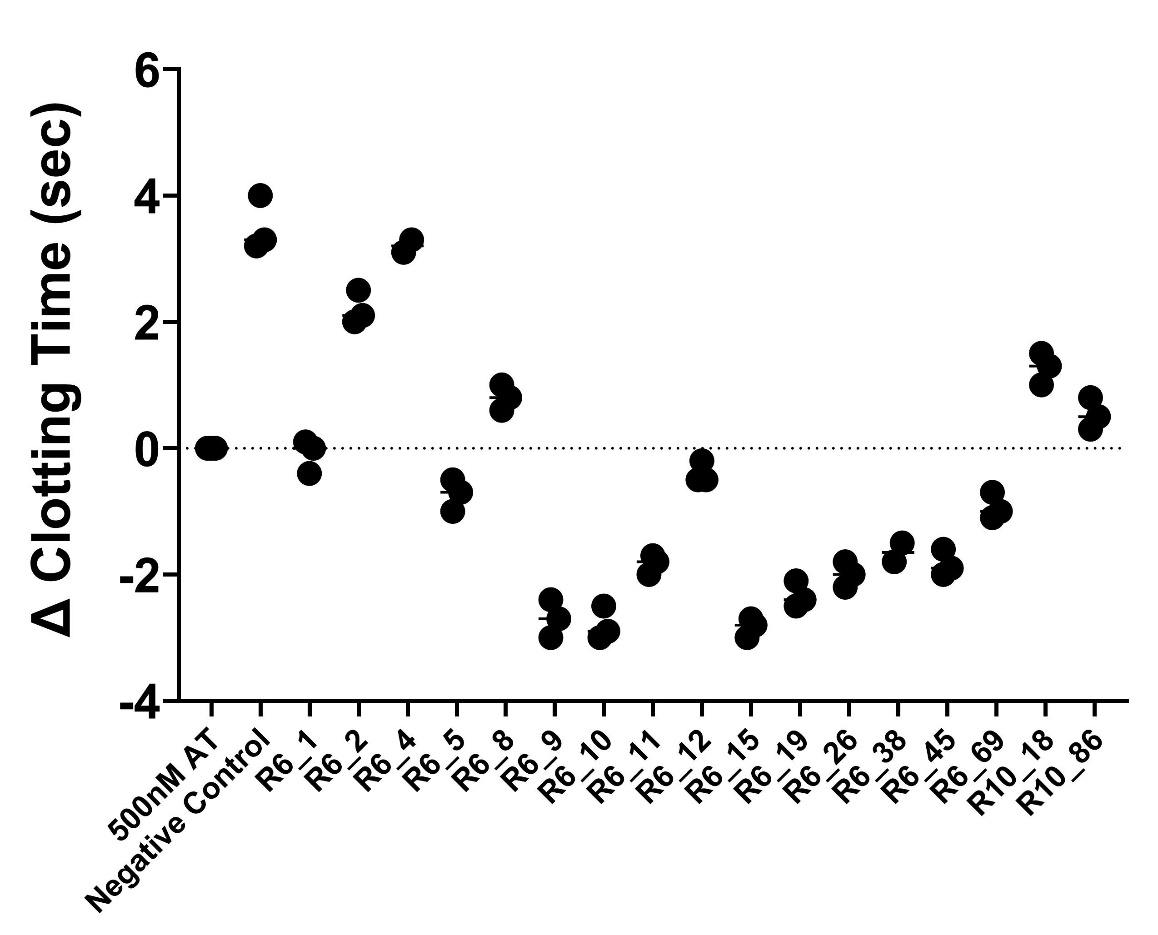 Δ Clotting Time (sec)
6
4
2
0
-2
-4
500nM AT
Negative Control
R6_1
R6_2
R6_4
R6_5
R6_8
R6_9
R6_10
R6_11
R6_12
R6_15
R6_19
R6_26
R6_38
R6_45
R6_69
R10_18
R10_86